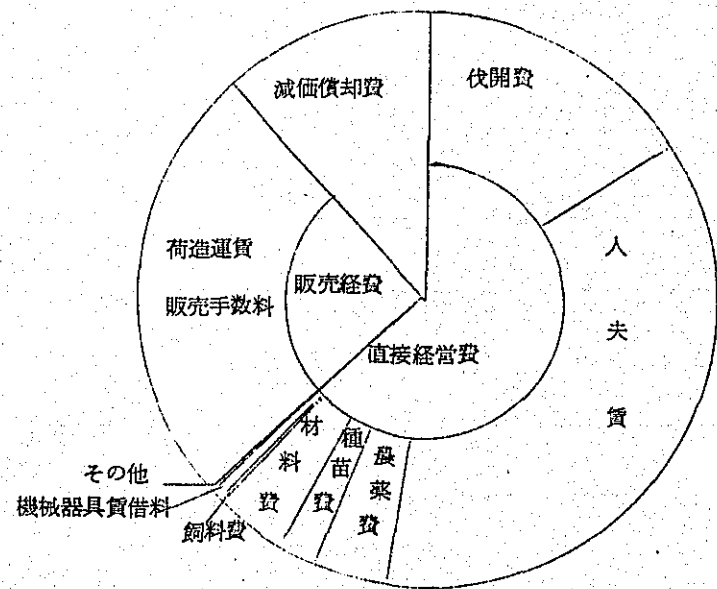 減価償却費
伐開費
荷造運賃
販売手数料
販売経費
直接経営費
人夫賃
農薬費
種苗費
材料費
その他
機械器具賃借料
飼料費